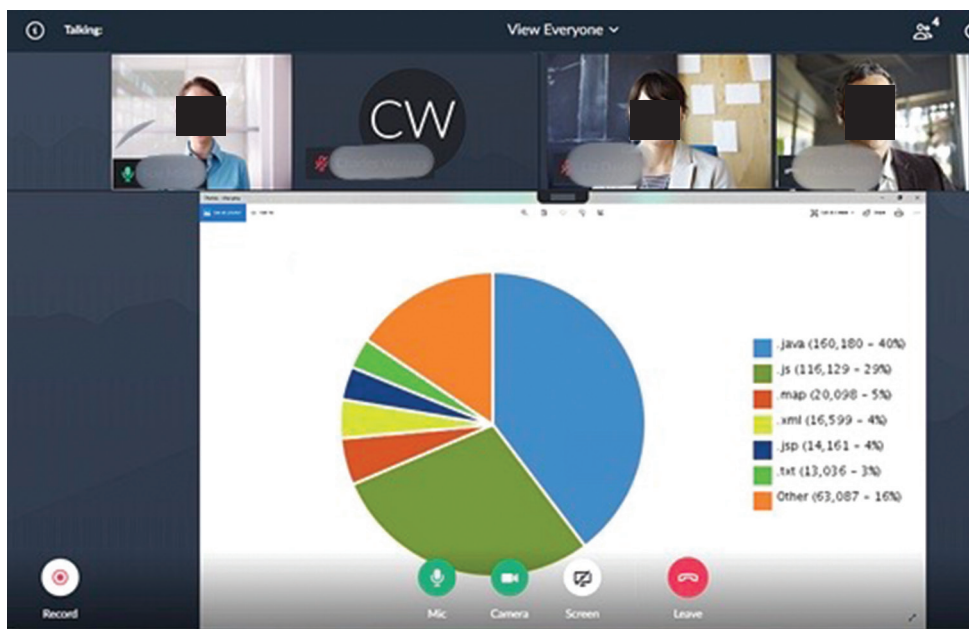 Talking:
View Everyone
4
CW
.java (160,180 – 40%)
.js (116,129 – 29%)
.map (20,098 – 5%)
.xml (16,599 – 4%)
.jsp (14,161 – 4%)
.txt (13,036 – 3%)
Other (63,087 – 16%)
Record
Mic
Camera
Screen
Leave